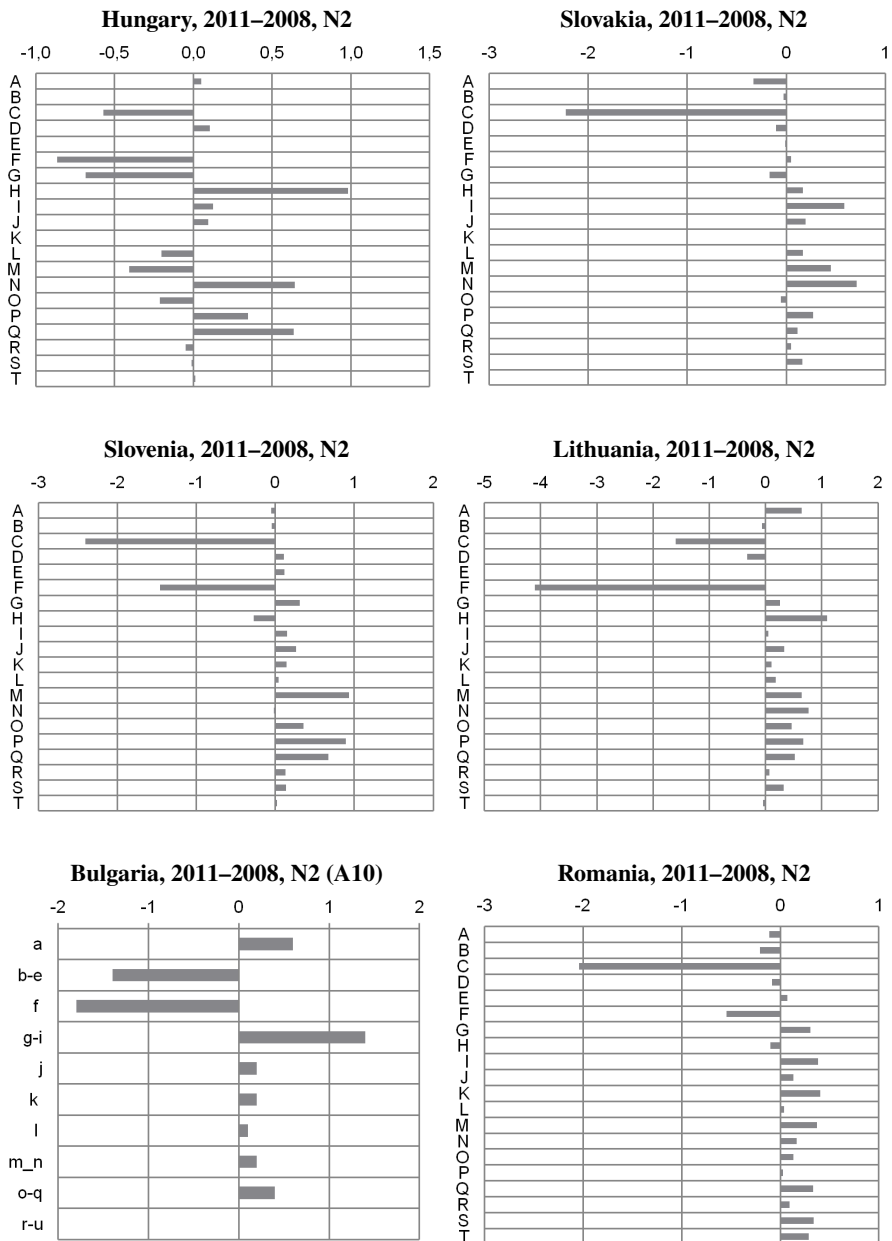 Hungary, 2011–2008, N2
-1,0 -0,5 0,0 0,5 1,0 1,5
A
B
C
D
E
F
G
H
I
J
K
L
M
N
O
P
Q
R
S
T
Slovakia, 2011–2008, N2
-3 -2 -1 0 1
A
B
C
D
E
F
G
H
I
J
K
L
M
N
O
P
Q
R
S
T
Slovenia, 2011–2008, N2
-3 -2 -1 0 1 2
A
B
C
D
E
F
G
H
I
J
K
L
M
N
O
P
Q
R
S
T
Lithuania, 2011–2008, N2
-5 -4 -3 -2 -1 0 1 2
A
B
C
D
E
F
G
H
I
J
K
L
M
N
O
P
Q
R
S
T
Bulgaria, 2011–2008, N2 (A10)
-2 -1 0 1 2
a
b-e
f
g-i
j
k
l
m_n
o-q
r-u
Romania, 2011–2008, N2
-3 -2 -1 0 1
A
B
C
D
E
F
G
H
I
J
K
L
M
N
O
P
Q
R
S
T